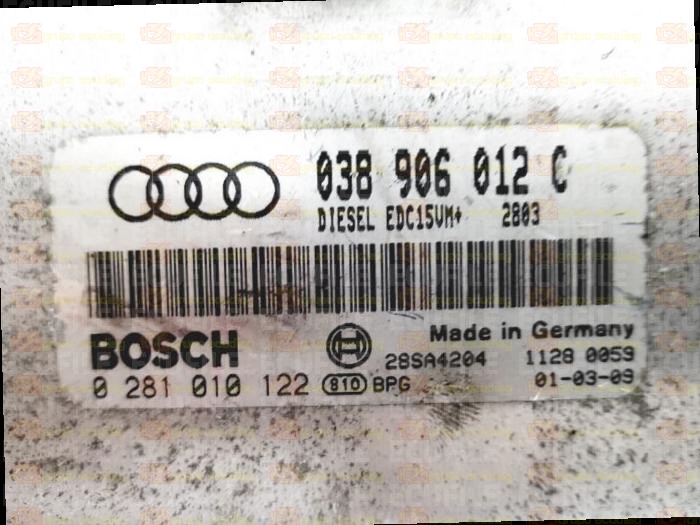 038 906 012 C
DIESEL EDC15VM+ 2803
BOSCH
Made in Germany
28SA4204 1128 0059
0 281 010 122 810 BPG 01-03-09